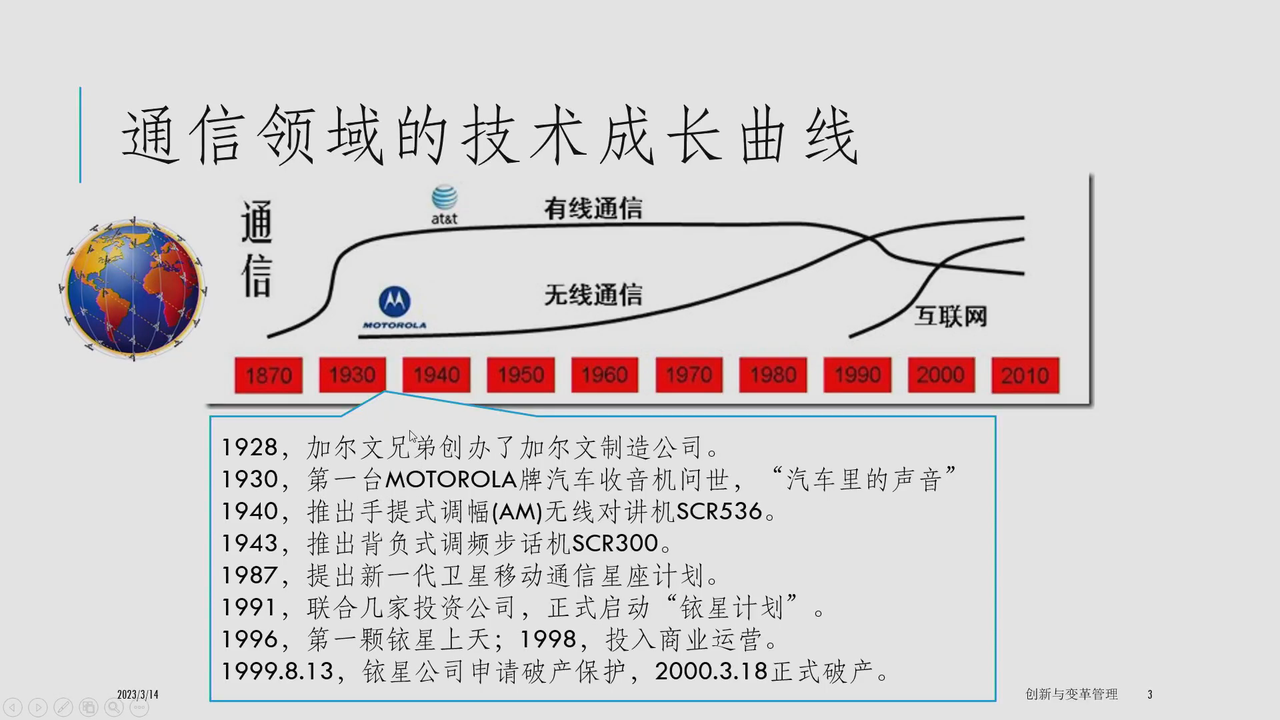 通信领域的技术成长曲线
通信
at&t
有线通信
MOTOROLA
无线通信
互联网
1870 1930 1940 1950 1960 1970 1980 1990 2000 2010
1928，加尔文兄弟创办了加尔文制造公司。
1930，第一台MOTOROLA牌汽车收音机问世，“汽车里的声音”
1940，推出手提式调幅(AM)无线对讲机SCR536。
1943，推出背负式调频步话机SCR300。
1987，提出新一代卫星移动通信星座计划。
1991，联合几家投资公司，正式启动“铱星计划”。
1996，第一颗铱星上天；1998，投入商业运营。
1999.8.13，铱星公司申请破产保护，2000.3.18正式破产。
2023/3/14
创新与变革管理 3